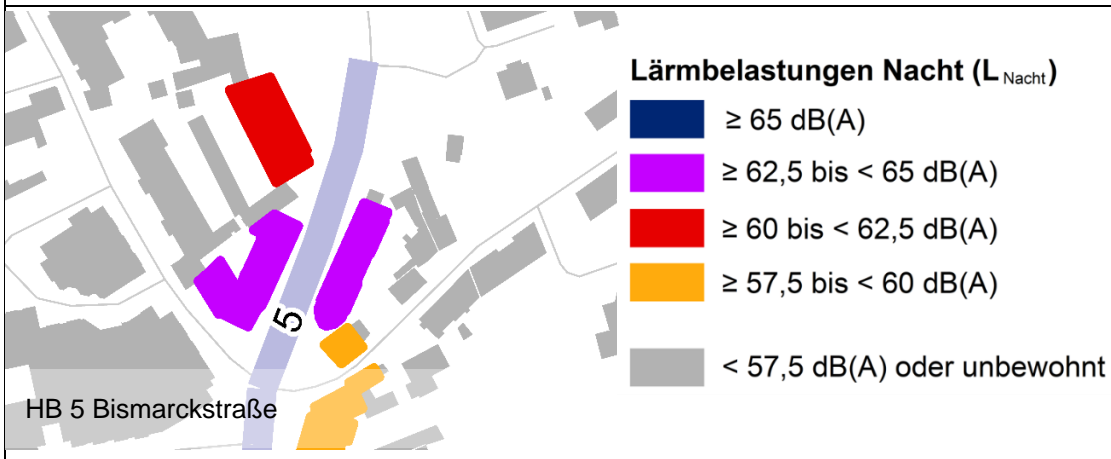 5
HB 5 Bismarckstraße
Lärmbelastungen Nacht (L Nacht)
≥ 65 dB(A)
≥ 62,5 bis < 65 dB(A)
≥ 60 bis < 62,5 dB(A)
≥ 57,5 bis < 60 dB(A)
< 57,5 dB(A) oder unbewohnt